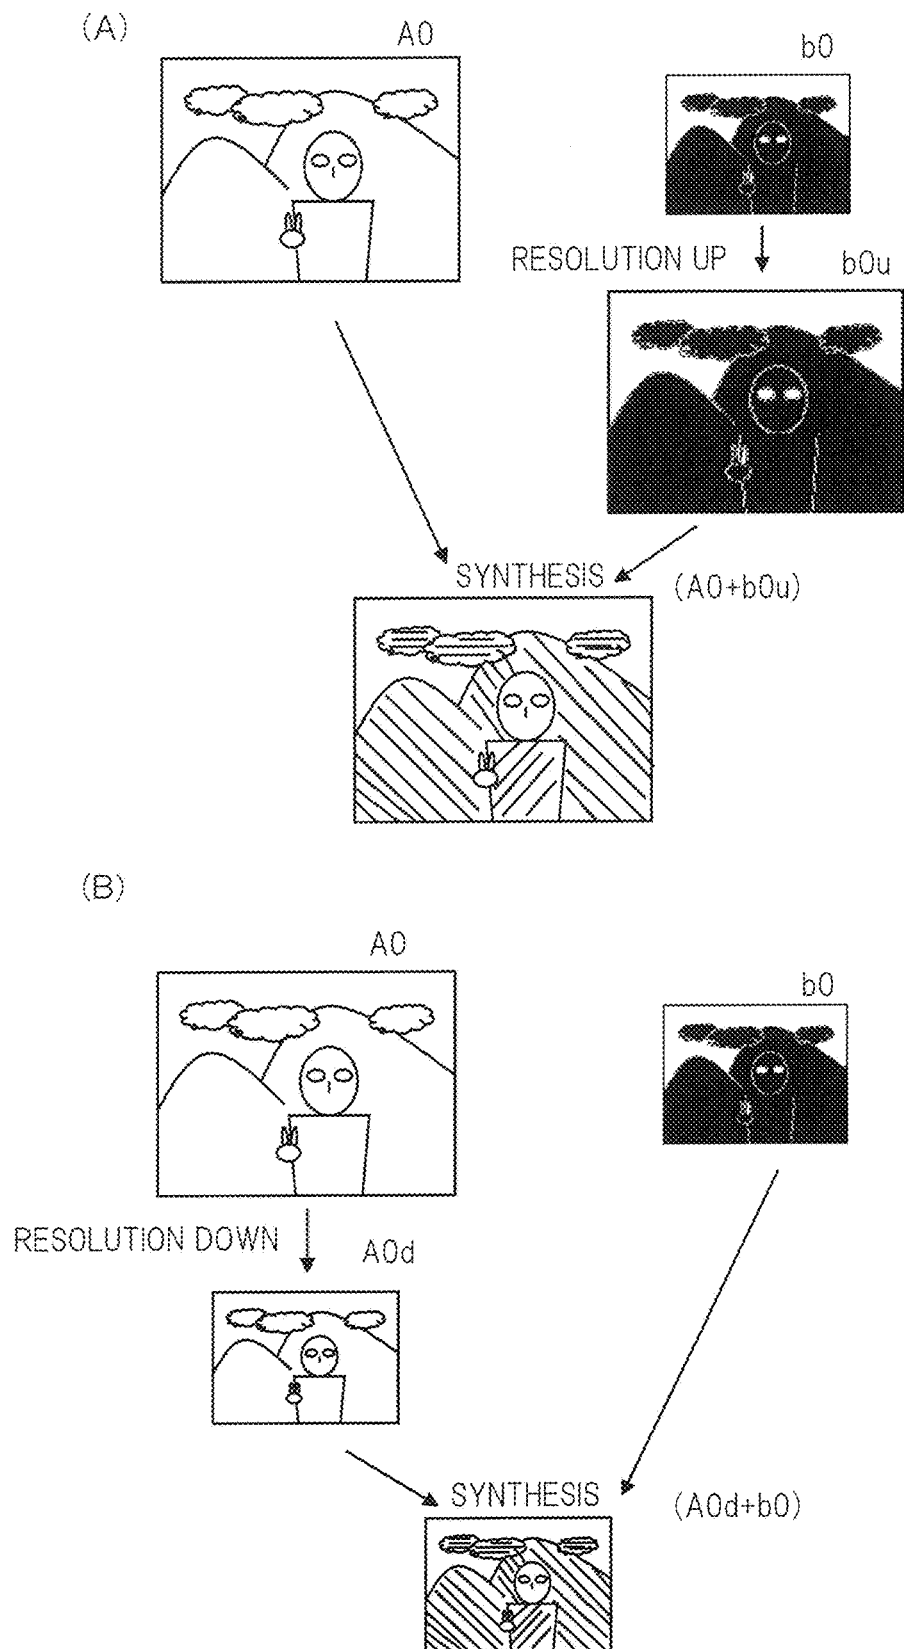 (A)
A0
b0
RESOLUTION UP
b0u
SYNTHESIS
(A0+b0u)
(B)
A0
b0
RESOLUTION DOWN
A0d
SYNTHESIS
(A0d+b0)